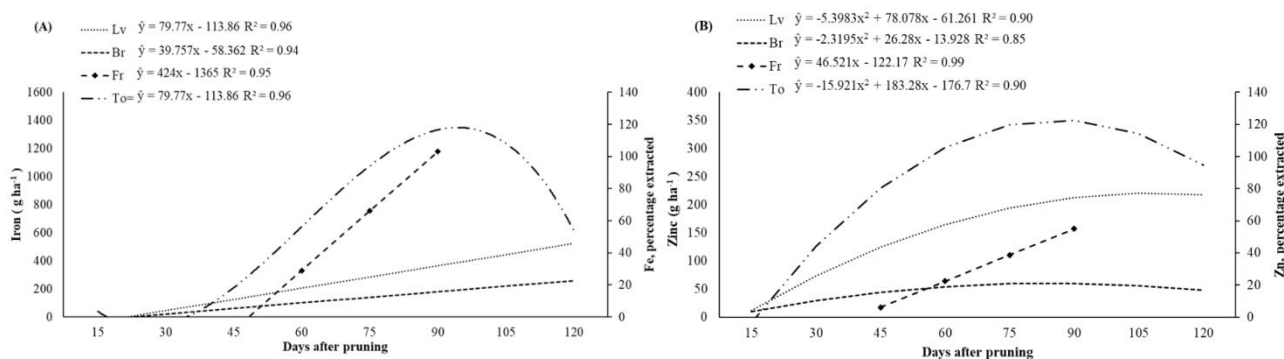 (A)
Lv ŷ = 79.77x - 113.86 R² = 0.96
Br ŷ = 39.757x - 58.362 R² = 0.94
Fr ŷ = 424x - 1365 R² = 0.95
To= ŷ = 79.77x - 113.86 R² = 0.96
Iron ( g ha⁻¹ )
1600
1400
1200
1000
800
600
400
200
0
15 30 45 60 75 90 105 120
Days after pruning
140
120
100
80
60
40
20
0
Fe, percentage extracted
(B)
Lv ŷ = -5.3983x² + 78.078x - 61.261 R² = 0.90
Br ŷ = -2.3195x² + 26.28x - 13.928 R² = 0.85
Fr ŷ = 46.521x - 122.17 R² = 0.99
To ŷ = -15.921x² + 183.28x - 176.7 R² = 0.90
Zinc (g ha⁻¹)
400
350
300
250
200
150
100
50
0
15 30 45 60 75 90 105 120
Days after pruning
140
120
100
80
60
40
20
0
Zn, percentage extracted